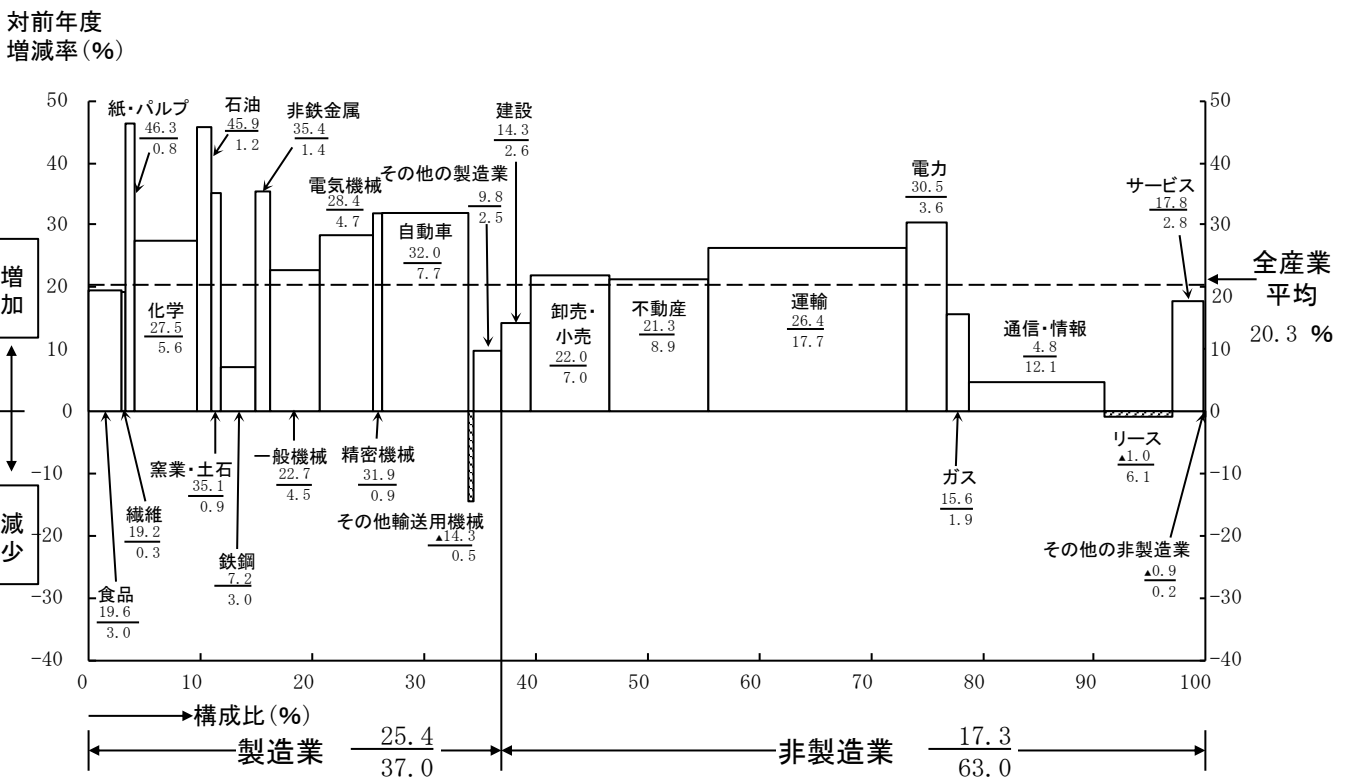 対前年度
増減率(%)
50
40
30
20
10
0
-10
-20
-30
-40
増
加
減
少
紙・パルプ
46.3
0.8
石油
45.9
1.2
非鉄金属
35.4
1.4
電気機械
28.4
4.7
その他の製造業
9.8
2.5
建設
14.3
2.6
自動車
32.0
7.7
化学
27.5
5.6
卸売・
小売
22.0
7.0
不動産
21.3
8.9
運輸
26.4
17.7
電力
30.5
3.6
通信・情報
4.8
12.1
サービス
17.8
2.8
全産業
平均
20.3 %
50
40
30
20
10
0
-10
-20
-30
-40
食品
19.6
3.0
繊維
19.2
0.3
窯業・土石
35.1
0.9
鉄鋼
7.2
3.0
一般機械
22.7
4.5
精密機械
31.9
0.9
その他輸送用機械
▲14.3
0.5
ガス
15.6
1.9
リース
▲1.0
6.1
その他の非製造業
▲0.9
0.2
0 10 20 30 40 50 60 70 80 90 100
構成比(%)
製造業 25.4
37.0
非製造業 17.3
63.0